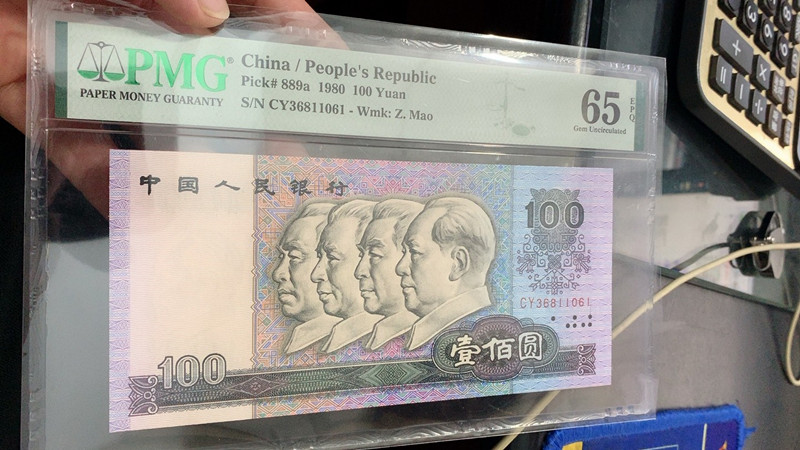 PMG®
PAPER MONEY GUARANTY
China / People's Republic
Pick# 889a 1980 100 Yuan
S/N CY36811061 - Wmk: Z. Mao
65 EPQ
Gem Uncirculated
中国人民银行
100
CY36811061
壹佰圆
100